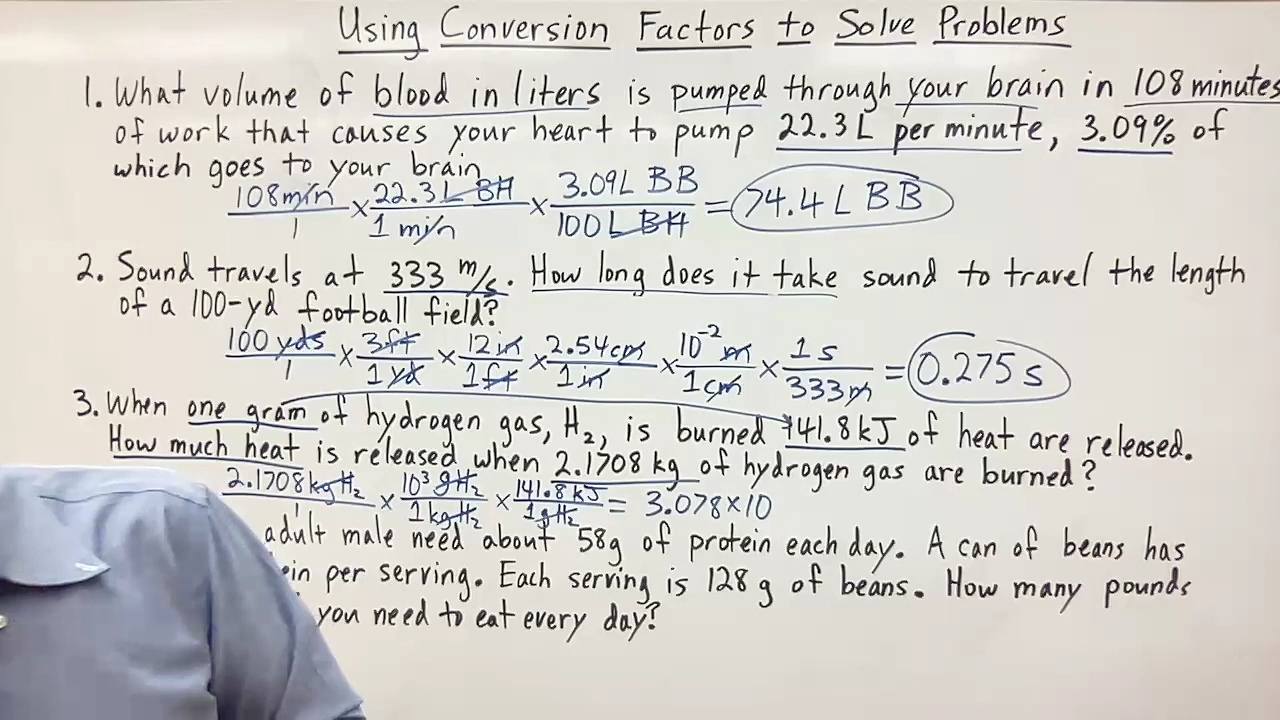 Using Conversion Factors to Solve Problems
1. What volume of blood in liters is pumped through your brain in 108 minutes
of work that causes your heart to pump 22.3 L per minute, 3.09% of
which goes to your brain
108 min/1 × 22.3 L BH/1 min × 3.09 L BB/100 L BH = 74.4 L BB
2. Sound travels at 333 m/s. How long does it take sound to travel the length
of a 100-yd football field?
100 yds/1 × 3 ft/1 yd × 12 in/1 ft × 2.54 cm/1 in × 10⁻² m/1 cm × 1 s/333 m = 0.275 s
3. When one gram of hydrogen gas, H₂, is burned 141.8 kJ of heat are released.
How much heat is released when 2.1708 kg of hydrogen gas are burned?
2.1708 kg H₂/1 × 10³ g H₂/1 kg H₂ × 141.8 kJ/1 g H₂ = 3.078 × 10
adult male need about 58 g of protein each day. A can of beans has
per serving. Each serving is 128 g of beans. How many pounds
you need to eat every day?